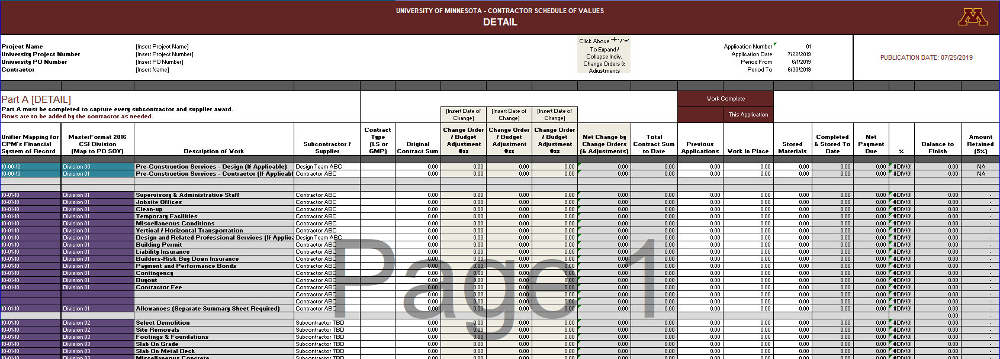 UNIVERSITY OF MINNESOTA - CONTRACTOR SCHEDULE OF VALUES
DETAIL
M
Project Name [Insert Project Name]
University Project Number [Insert Project Number]
University PO Number [Insert PO Number]
Contractor [Insert Name]
Click Above '+' / '-'
To Expand /
Collapse Indiv.
Change Orders &
Adjustments
Application Number 01
Application Date 7/22/2019
Period From 6/1/2019
Period To 6/30/2019
PUBLICATION DATE: 07/25/2019
Part A [DETAIL]
Part A must be completed to capture every subcontractor and supplier award.
Rows are to be added by the contractor as needed.
[Insert Date of Change] [Insert Date of Change] [Insert Date of Change]
Work Complete
This Application
Unifier Mapping for CPM's Financial System of Record
MasterFormat 2016 CSI Division (Map to PO SOV)
Description of Work
Subcontractor / Supplier
Contract Type (LS or GMP)
Original Contract Sum
Change Order / Budget Adjustment #xx
Change Order / Budget Adjustment #xx
Change Order / Budget Adjustment #xx
Net Change by Change Orders (& Adjustments)
Total Contract Sum to Date
Previous Applications
Work in Place
Stored Materials
Completed & Stored To Date
Net Payment Due
%
Balance to Finish
Amount Retained (5%)
10-00-10 Division 00 Pre-Construction Services - Design (If Applicable) Design Team ABC 0.00 0.00 0.00 0.00 0.00 0.00 0.00 0.00 0.00 0.00 0.00 #DIV/0! 0.00 NA
10-00-10 Division 01 Pre-Construction Services - Contractor (If Applicabl Contractor ABC 0.00 0.00 0.00 0.00 0.00 0.00 0.00 0.00 0.00 0.00 0.00 #DIV/0! 0.00 NA
10-01-10 Division 01 Supervisory & Administrative Staff Contractor ABC 0.00 0.00 0.00 0.00 0.00 0.00 0.00 0.00 0.00 0.00 0.00 #DIV/0! 0.00 -
10-01-10 Division 01 Jobsite Offices Contractor ABC 0.00 0.00 0.00 0.00 0.00 0.00 0.00 0.00 0.00 0.00 0.00 #DIV/0! 0.00 -
10-01-10 Division 01 Clean-up Contractor ABC 0.00 0.00 0.00 0.00 0.00 0.00 0.00 0.00 0.00 0.00 0.00 #DIV/0! 0.00 -
10-01-10 Division 01 Temporary Facilities Contractor ABC 0.00 0.00 0.00 0.00 0.00 0.00 0.00 0.00 0.00 0.00 0.00 #DIV/0! 0.00 -
10-01-10 Division 01 Miscellaneous Conditions Contractor ABC 0.00 0.00 0.00 0.00 0.00 0.00 0.00 0.00 0.00 0.00 0.00 #DIV/0! 0.00 -
10-01-10 Division 01 Vertical / Horizontal Transportation Contractor ABC 0.00 0.00 0.00 0.00 0.00 0.00 0.00 0.00 0.00 0.00 0.00 #DIV/0! 0.00 -
10-01-10 Division 01 Design and Related Professional Services (If Applica Design Team ABC 0.00 0.00 0.00 0.00 0.00 0.00 0.00 0.00 0.00 0.00 0.00 #DIV/0! 0.00 -
10-01-10 Division 01 Building Permit Contractor ABC 0.00 0.00 0.00 0.00 0.00 0.00 0.00 0.00 0.00 0.00 0.00 #DIV/0! 0.00 -
10-01-10 Division 01 Liability Insurance Contractor ABC 0.00 0.00 0.00 0.00 0.00 0.00 0.00 0.00 0.00 0.00 0.00 #DIV/0! 0.00 -
10-01-10 Division 01 Builders-Risk Buy Down Insurance Contractor ABC 0.00 0.00 0.00 0.00 0.00 0.00 0.00 0.00 0.00 0.00 0.00 #DIV/0! 0.00 -
10-01-10 Division 01 Payment and Performance Bonds Contractor ABC 0.00 0.00 0.00 0.00 0.00 0.00 0.00 0.00 0.00 0.00 0.00 #DIV/0! 0.00 -
10-01-10 Division 01 Contingency Contractor ABC 0.00 0.00 0.00 0.00 0.00 0.00 0.00 0.00 0.00 0.00 0.00 #DIV/0! 0.00 -
10-01-10 Division 01 Buyout Contractor ABC 0.00 0.00 0.00 0.00 0.00 0.00 0.00 0.00 0.00 0.00 0.00 #DIV/0! 0.00 -
10-01-10 Division 01 Contractor Fee Contractor ABC 0.00 0.00 0.00 0.00 0.00 0.00 0.00 0.00 0.00 0.00 0.00 #DIV/0! 0.00 -
Contractor ABC 0.00 0.00 0.00 0.00 0.00 0.00 0.00 0.00 0.00 0.00 0.00 #DIV/0! 0.00 -
Contractor ABC 0.00 0.00 0.00 0.00 0.00 0.00 0.00 0.00 0.00 0.00 0.00 #DIV/0! 0.00 -
10-01-10 Division 01 Allowances (Separate Summary Sheet Required) Contractor ABC 0.00 0.00 0.00 0.00 0.00 0.00 0.00 0.00 0.00 0.00 0.00 #DIV/0! 0.00 -
0.00 -
10-01-10 Division 02 Select Demolition Subcontractor TBD 0.00 0.00 0.00 0.00 0.00 0.00 0.00 0.00 0.00 0.00 0.00 #DIV/0! 0.00 -
10-01-10 Division 02 Site Removals Subcontractor TBD 0.00 0.00 0.00 0.00 0.00 0.00 0.00 0.00 0.00 0.00 0.00 #DIV/0! 0.00 -
10-01-10 Division 03 Footings & Foundations Subcontractor TBD 0.00 0.00 0.00 0.00 0.00 0.00 0.00 0.00 0.00 0.00 0.00 #DIV/0! 0.00 -
10-01-10 Division 03 Slab On Grade Subcontractor TBD 0.00 0.00 0.00 0.00 0.00 0.00 0.00 0.00 0.00 0.00 0.00 #DIV/0! 0.00 -
10-01-10 Division 03 Slab On Metal Deck Subcontractor TBD 0.00 0.00 0.00 0.00 0.00 0.00 0.00 0.00 0.00 0.00 0.00 #DIV/0! 0.00 -
10-01-10 Division 03 Miscellaneous Concrete Subcontractor TBD 0.00 0.00 0.00 0.00 0.00 0.00 0.00 0.00 0.00 0.00 0.00 #DIV/0! 0.00 -
Page 1